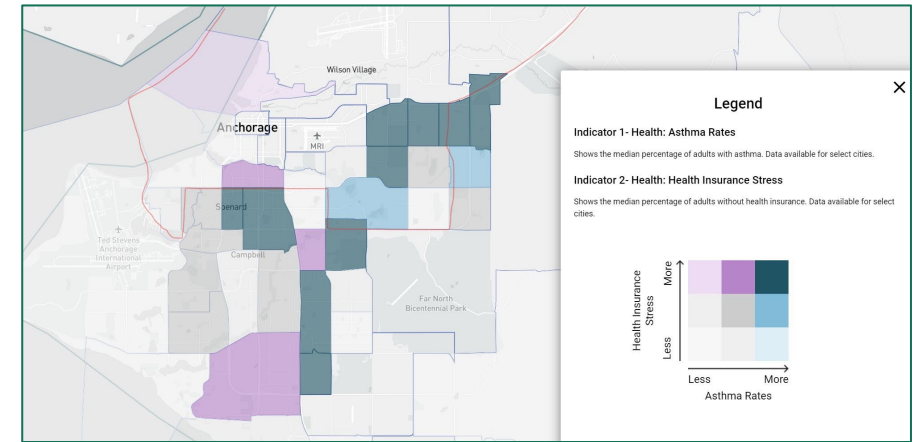 Wilson Village
Anchorage
MRI
Spenard
Ted Stevens
Anchorage
International
Airport
Campbell
Far North
Bicentennial Park
Legend
Indicator 1- Health: Asthma Rates
Shows the median percentage of adults with asthma. Data available for select cities.
Indicator 2- Health: Health Insurance Stress
Shows the median percentage of adults without health insurance. Data available for select
cities.
Health Insurance
Stress
More
Less
Less More
Asthma Rates